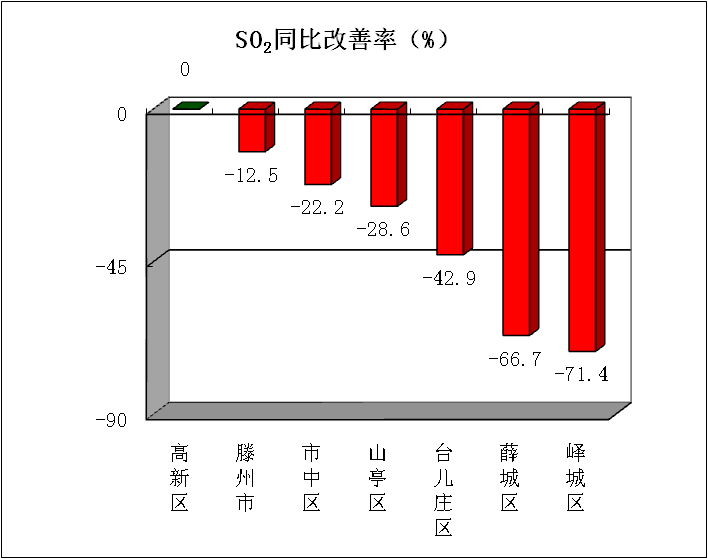 SO₂同比改善率（%）
0
0
-12.5
-22.2
-28.6
-42.9
-66.7
-71.4
-45
-90
高新区
滕州市
市中区
山亭区
台儿庄区
薛城区
峄城区